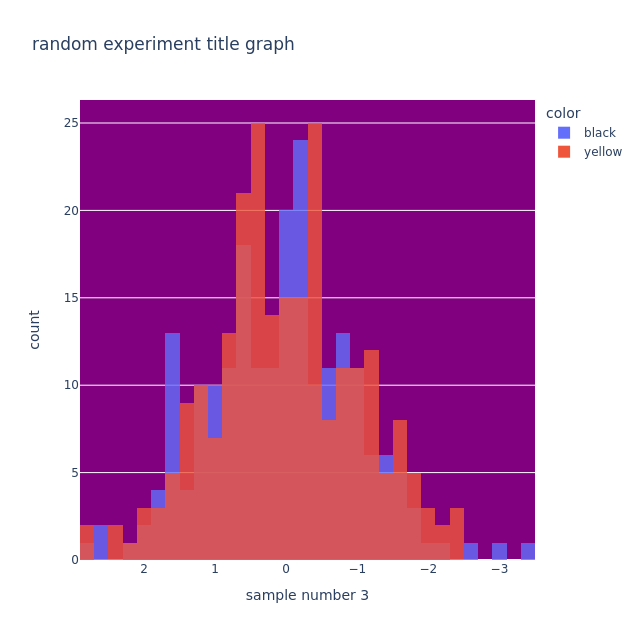 random experiment title graph
color
black
yellow
count
25
20
15
10
5
0
2
1
0
−1
−2
−3
sample number 3